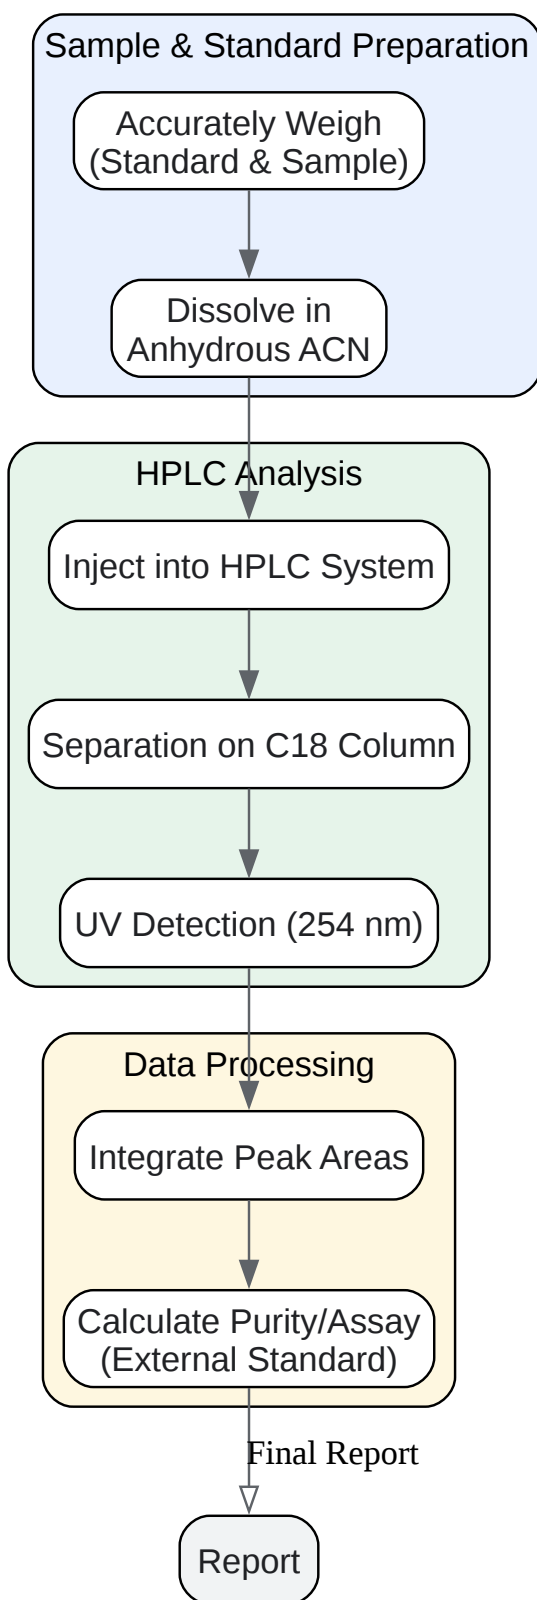 Sample & Standard Preparation
Accurately Weigh
(Standard & Sample)
Dissolve in
Anhydrous ACN
HPLC Analysis
Inject into HPLC System
Separation on C18 Column
UV Detection (254 nm)
Data Processing
Integrate Peak Areas
Calculate Purity/Assay
(External Standard)
Final Report
Report